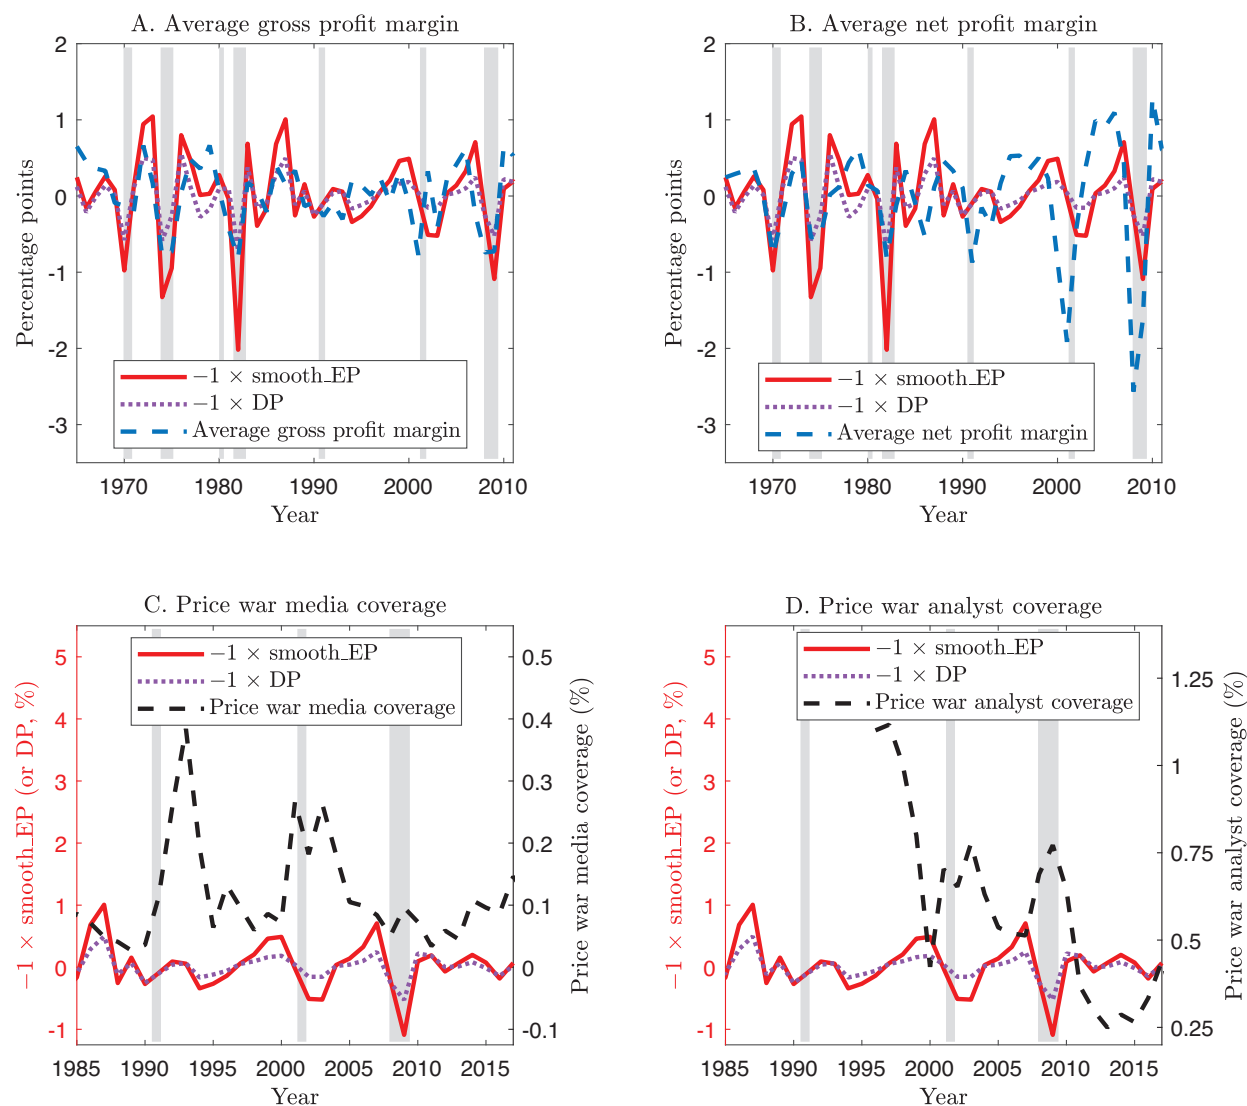 A. Average gross profit margin
2
1
0
-1
-2
-3
Percentage points
−1 × smooth_EP
−1 × DP
Average gross profit margin
1970 1980 1990 2000 2010
Year
B. Average net profit margin
2
1
0
-1
-2
-3
Percentage points
−1 × smooth_EP
−1 × DP
Average net profit margin
1970 1980 1990 2000 2010
Year
C. Price war media coverage
5
4
3
2
1
0
-1
−1 × smooth_EP (or DP, %)
−1 × smooth_EP
−1 × DP
Price war media coverage
0.5
0.4
0.3
0.2
0.1
0
-0.1
Price war media coverage (%)
1985 1990 1995 2000 2005 2010 2015
Year
D. Price war analyst coverage
5
4
3
2
1
0
-1
−1 × smooth_EP (or DP, %)
−1 × smooth_EP
−1 × DP
Price war analyst coverage
1.25
1
0.75
0.5
0.25
Price war analyst coverage (%)
1985 1990 1995 2000 2005 2010 2015
Year